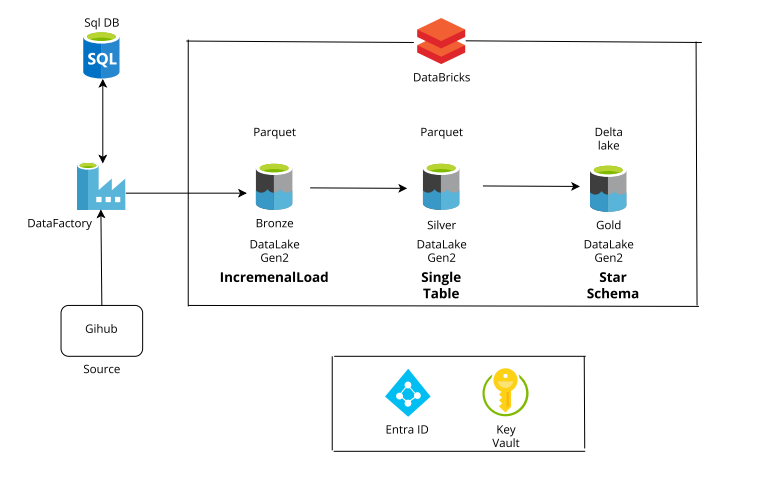 Sql DB
SQL
DataBricks
Parquet
Parquet
Delta
lake
DataFactory
Bronze
Silver
Gold
DataLake
Gen2
DataLake
Gen2
DataLake
Gen2
IncremenalLoad
Single
Table
Star
Schema
Gihub
Source
Entra ID
Key
Vault